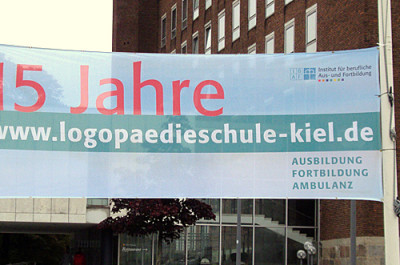 15 Jahre
Institut für berufliche
Aus- und Fortbildung
www.logopaedieschule-kiel.de
AUSBILDUNG
FORTBILDUNG
AMBULANZ